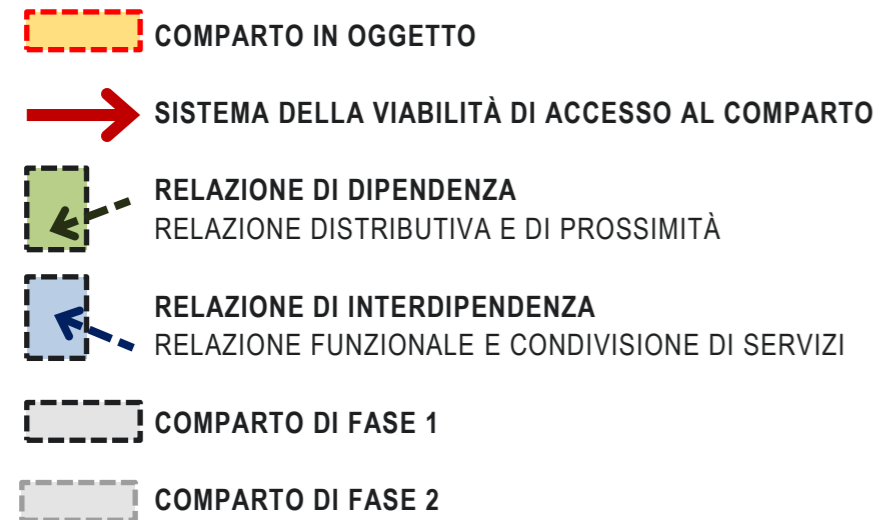 COMPARTO IN OGGETTO
SISTEMA DELLA VIABILITÀ DI ACCESSO AL COMPARTO
RELAZIONE DI DIPENDENZA
RELAZIONE DISTRIBUTIVA E DI PROSSIMITÀ
RELAZIONE DI INTERDIPENDENZA
RELAZIONE FUNZIONALE E CONDIVISIONE DI SERVIZI
COMPARTO DI FASE 1
COMPARTO DI FASE 2